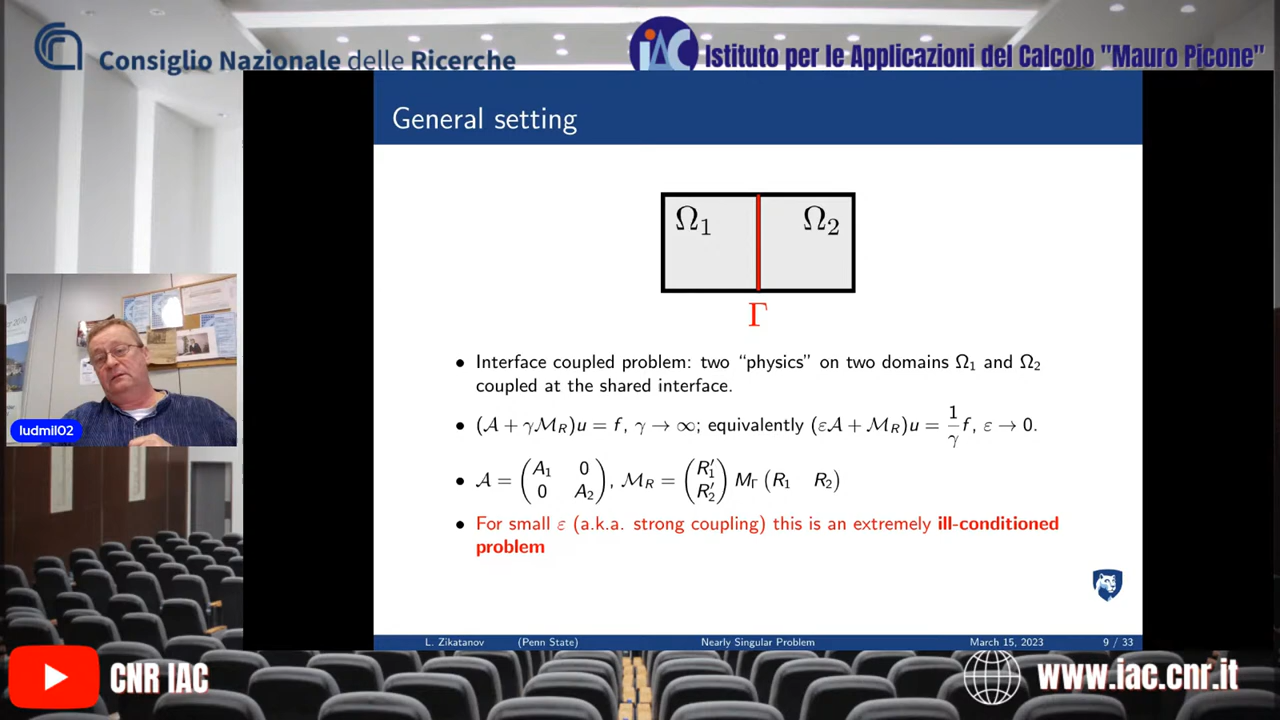 Consiglio Nazionale delle Ricerche
iAC Istituto per le Applicazioni del Calcolo "Mauro Picone"
General setting
Ω₁ Ω₂
Γ
• Interface coupled problem: two “physics” on two domains Ω₁ and Ω₂
coupled at the shared interface.
• (𝒜 + γℳ_R)u = f, γ → ∞; equivalently (ε𝒜 + ℳ_R)u = 1/γ f, ε → 0.
• 𝒜 = (A₁ 0; 0 A₂), ℳ_R = (R₁′; R₂′) M_Γ (R₁ R₂)
• For small ε (a.k.a. strong coupling) this is an extremely ill-conditioned
problem
ludmil02
L. Zikatanov (Penn State) Nearly Singular Problem March 15, 2023 9 / 33
CNR IAC
www.iac.cnr.it